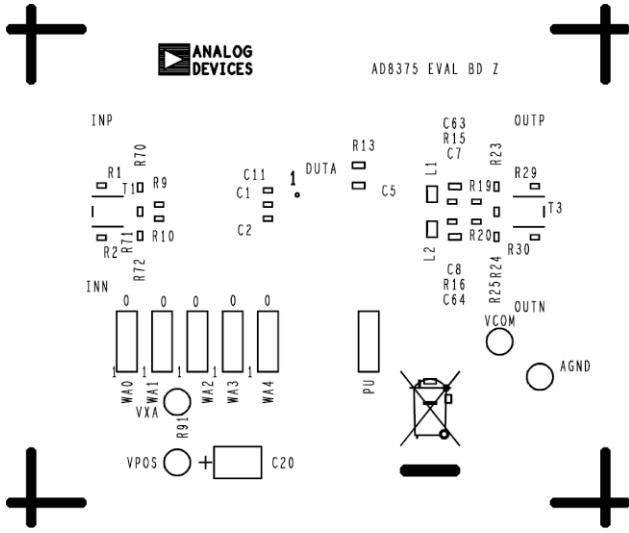 ANALOG
DEVICES
AD8375 EVAL BD Z
INP
OUTP
C63
R15
C7
R13
R70
R23
R1
T1
R9
C11
C1
C2
1
DUTA
C5
L1
R19
R29
T3
R2
R71
R10
R72
L2
R20
R30
R24
R25
C8
R16
C64
INN
OUTN
VCOM
0 0 0 0 0
1 1 1 1 1
WA0 WA1 WA2 WA3 WA4
PU
AGND
VXA
R91
VPOS
+
C20